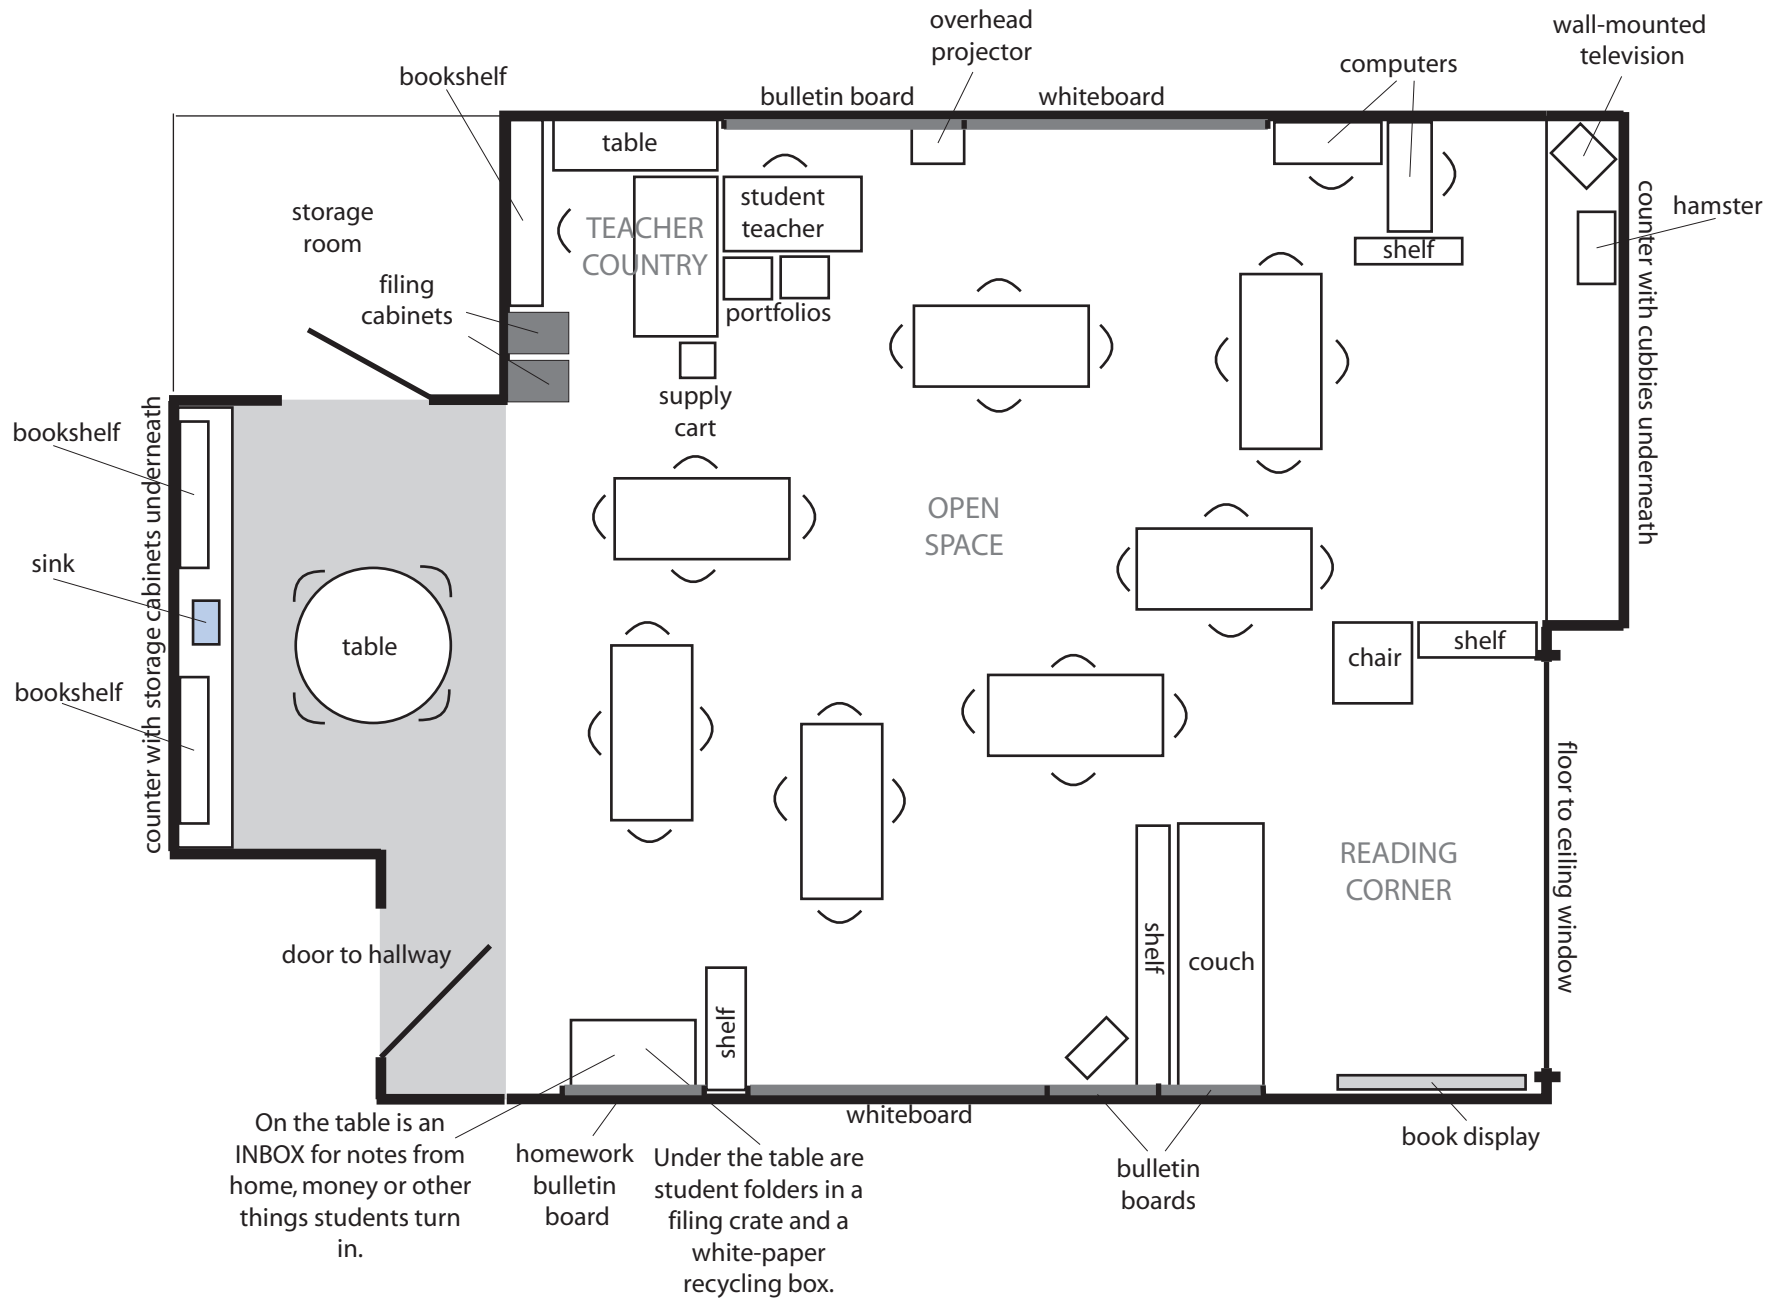 overhead
projector
wall-mounted
television
computers
bookshelf
bulletin board
whiteboard
table
student
teacher
TEACHER
COUNTRY
storage
room
hamster
shelf
counter with cubbies underneath
filing
cabinets
portfolios
supply
cart
bookshelf
counter with storage cabinets underneath
OPEN
SPACE
sink
table
chair
shelf
bookshelf
floor to ceiling window
READING
CORNER
door to hallway
shelf
couch
shelf
whiteboard
On the table is an
INBOX for notes from
home, money or other
things students turn
in.
homework
bulletin
board
Under the table are
student folders in a
filing crate and a
white-paper
recycling box.
bulletin
boards
book display